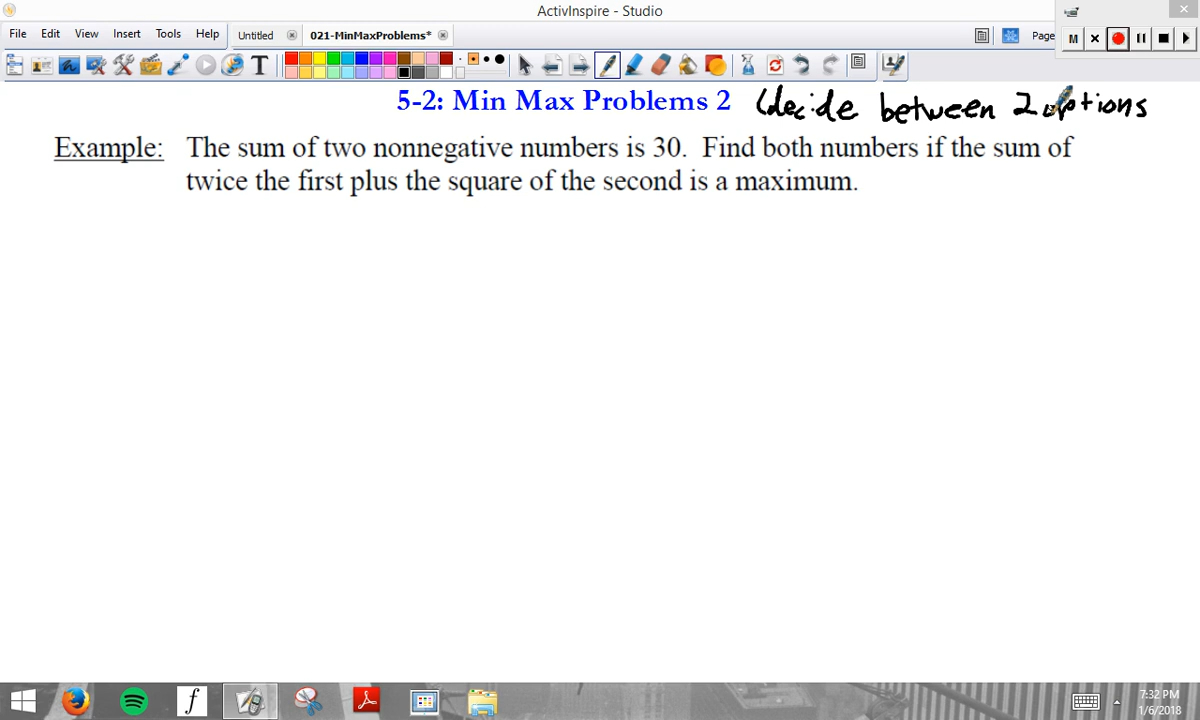 ActivInspire - Studio
File Edit View Insert Tools Help Untitled 021-MinMaxProblems* Page
M
T
5-2: Min Max Problems 2 (decide between 2 options
Example: The sum of two nonnegative numbers is 30. Find both numbers if the sum of
twice the first plus the square of the second is a maximum.
7:32 PM
1/6/2018